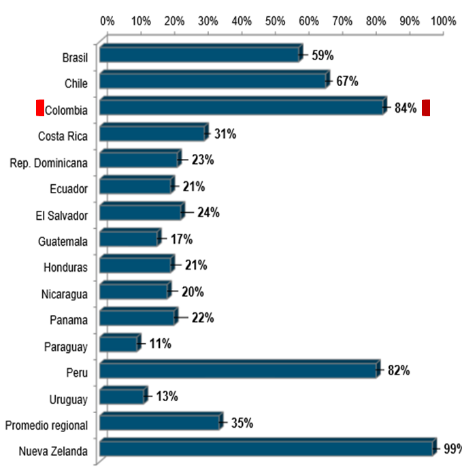 0% 10% 20% 30% 40% 50% 60% 70% 80% 90% 100%
Brasil 59%
Chile 67%
Colombia 84%
Costa Rica 31%
Rep. Dominicana 23%
Ecuador 21%
El Salvador 24%
Guatemala 17%
Honduras 21%
Nicaragua 20%
Panama 22%
Paraguay 11%
Peru 82%
Uruguay 13%
Promedio regional 35%
Nueva Zelanda 99%